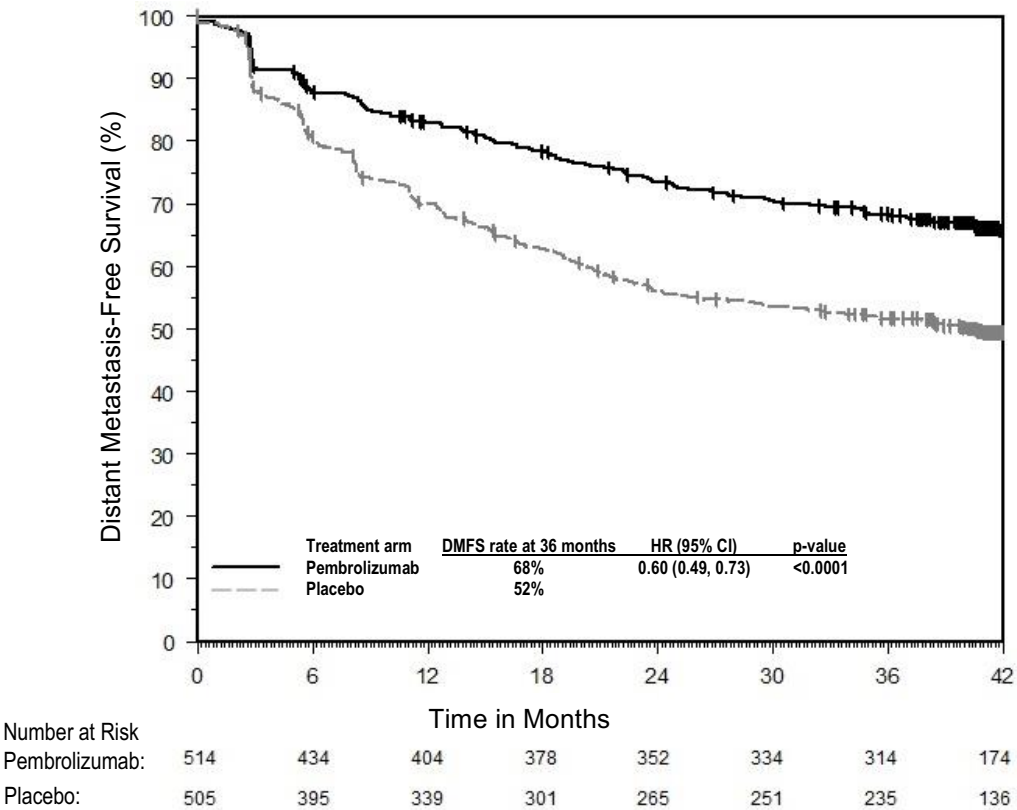 Distant Metastasis-Free Survival (%)
100
90
80
70
60
50
40
30
20
10
0
Treatment arm DMFS rate at 36 months HR (95% CI) p-value
Pembrolizumab 68% 0.60 (0.49, 0.73) <0.0001
Placebo 52%
0 6 12 18 24 30 36 42
Time in Months
Number at Risk
Pembrolizumab: 514 434 404 378 352 334 314 174
Placebo: 505 395 339 301 265 251 235 136